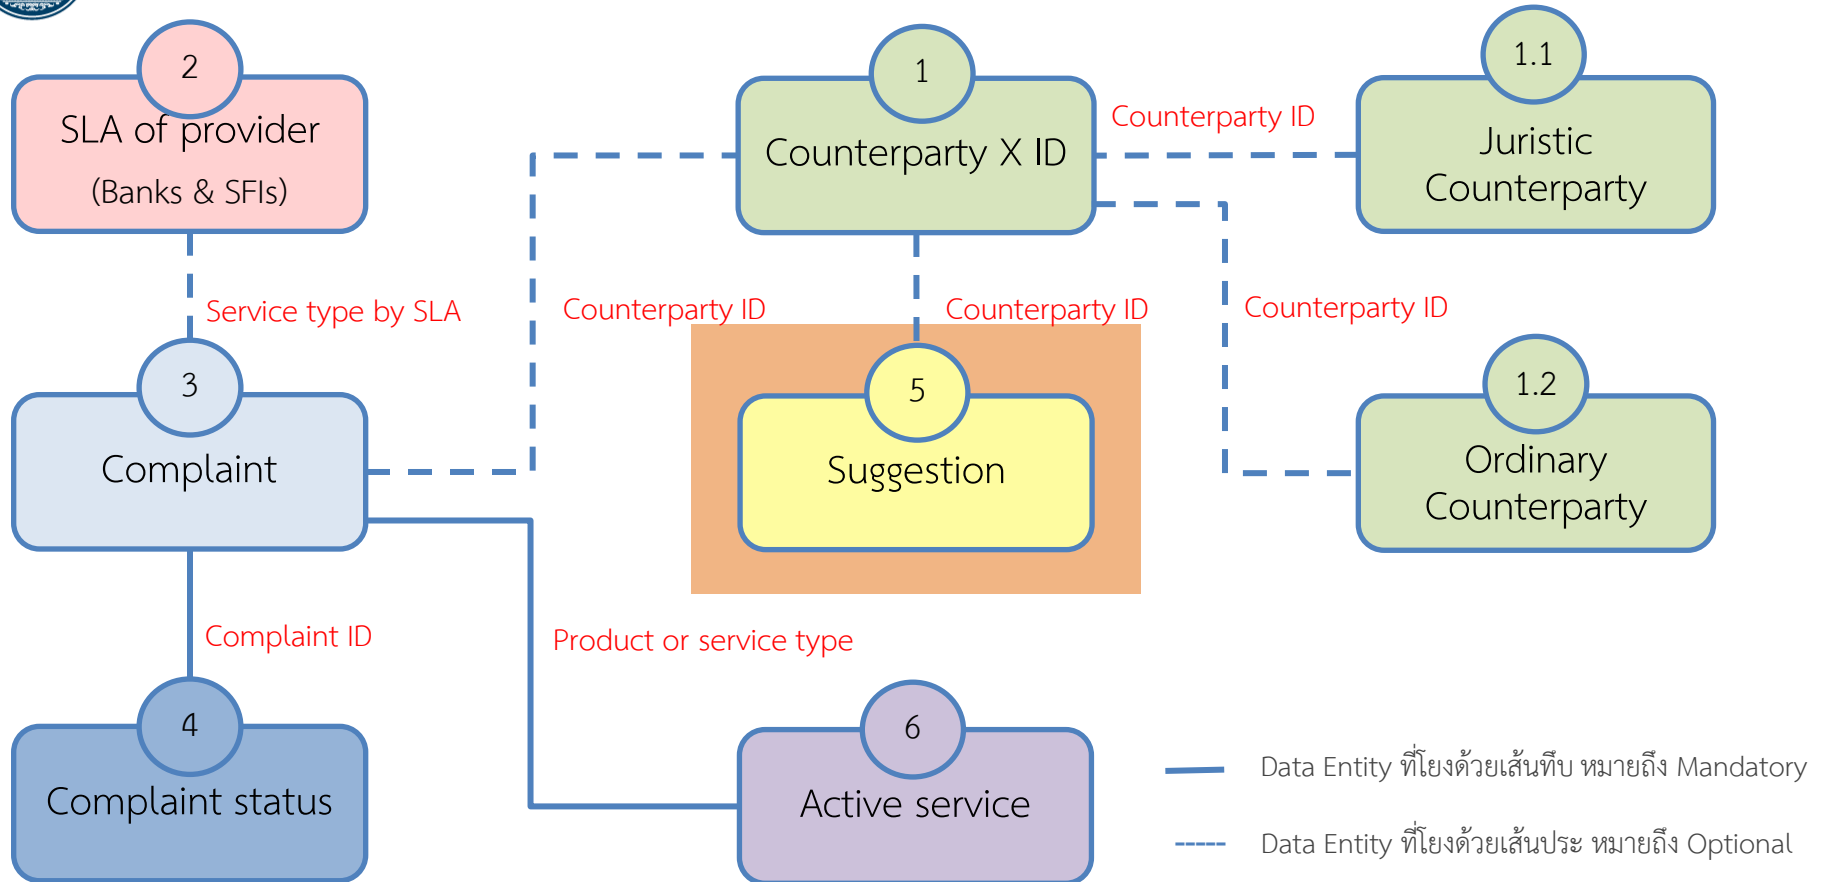 2
SLA of provider
(Banks & SFIs)
1
Counterparty X ID
1.1
Juristic
Counterparty
Counterparty ID
Service type by SLA
Counterparty ID
Counterparty ID
Counterparty ID
3
Complaint
5
Suggestion
1.2
Ordinary
Counterparty
Complaint ID
Product or service type
4
Complaint status
6
Active service
Data Entity ที่โยงด้วยเส้นทึบ หมายถึง Mandatory
Data Entity ที่โยงด้วยเส้นประ หมายถึง Optional